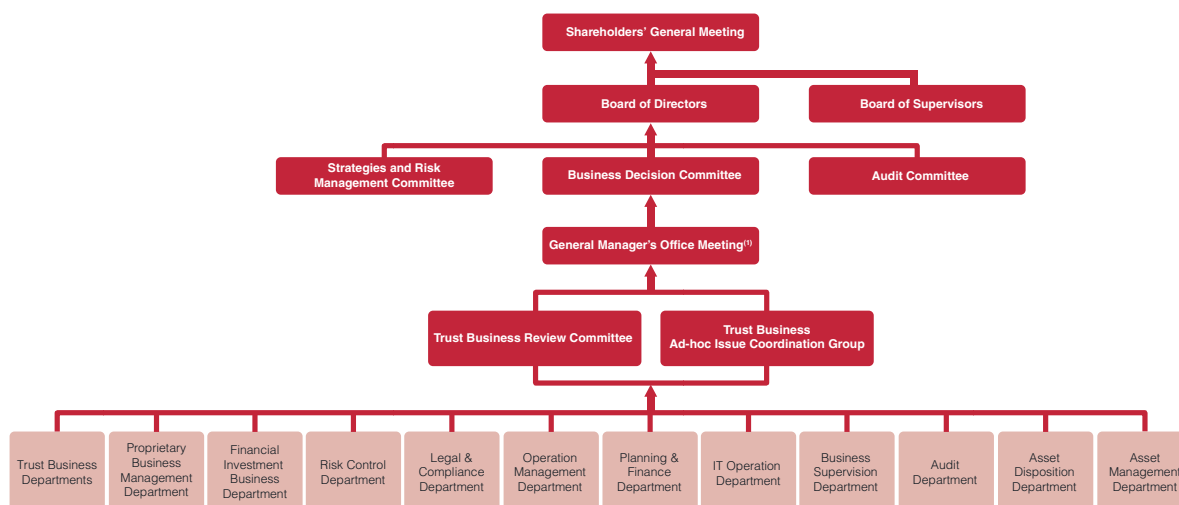 Shareholders' General Meeting
Board of Directors
Board of Supervisors
Strategies and Risk
Management Committee
Business Decision Committee
Audit Committee
General Manager's Office Meeting(1)
Trust Business Review Committee
Trust Business
Ad-hoc Issue Coordination Group
Trust Business
Departments
Proprietary
Business
Management
Department
Financial
Investment
Business
Department
Risk Control
Department
Legal &
Compliance
Department
Operation
Management
Department
Planning &
Finance
Department
IT Operation
Department
Business
Supervision
Department
Audit
Department
Asset
Disposition
Department
Asset
Management
Department